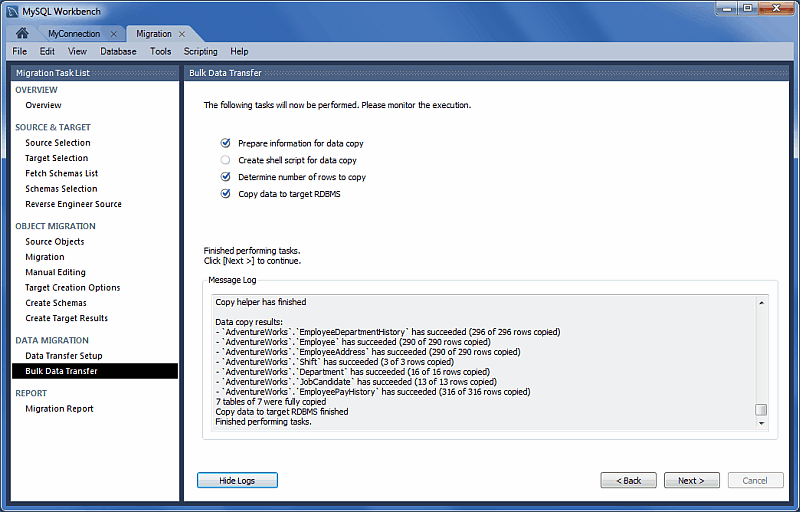 MySQL Workbench
MyConnection
Migration
File Edit View Database Tools Scripting Help
Migration Task List
OVERVIEW
Overview
SOURCE & TARGET
Source Selection
Target Selection
Fetch Schemas List
Schemas Selection
Reverse Engineer Source
OBJECT MIGRATION
Source Objects
Migration
Manual Editing
Target Creation Options
Create Schemas
Create Target Results
DATA MIGRATION
Data Transfer Setup
Bulk Data Transfer
REPORT
Migration Report
Bulk Data Transfer
The following tasks will now be performed. Please monitor the execution.
Prepare information for data copy
Create shell script for data copy
Determine number of rows to copy
Copy data to target RDBMS
Finished performing tasks.
Click [Next >] to continue.
Message Log
Copy helper has finished
Data copy results:
- `AdventureWorks`.`EmployeeDepartmentHistory` has succeeded (296 of 296 rows copied)
- `AdventureWorks`.`Employee` has succeeded (290 of 290 rows copied)
- `AdventureWorks`.`EmployeeAddress` has succeeded (290 of 290 rows copied)
- `AdventureWorks`.`Shift` has succeeded (3 of 3 rows copied)
- `AdventureWorks`.`Department` has succeeded (16 of 16 rows copied)
- `AdventureWorks`.`JobCandidate` has succeeded (13 of 13 rows copied)
- `AdventureWorks`.`EmployeePayHistory` has succeeded (316 of 316 rows copied)
7 tables of 7 were fully copied
Copy data to target RDBMS finished
Finished performing tasks.
Hide Logs
< Back
Next >
Cancel